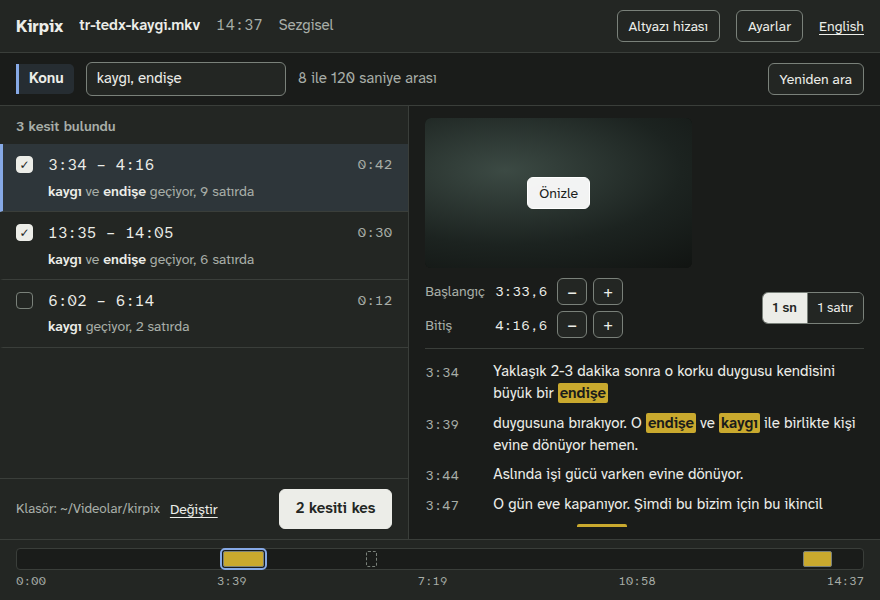 Kirpix tr-tedx-kaygi.mkv 14:37 Sezgisel Altyazı hizası Ayarlar English
Konu kaygı, endişe 8 ile 120 saniye arası Yeniden ara
3 kesit bulundu
3:34 – 4:16 0:42
kaygı ve endişe geçiyor, 9 satırda
13:35 – 14:05 0:30
kaygı ve endişe geçiyor, 6 satırda
6:02 – 6:14 0:12
kaygı geçiyor, 2 satırda
Klasör: ~/Videolar/kirpix Değiştir 2 kesiti kes
Önizle
Başlangıç 3:33,6 − +
Bitiş 4:16,6 − +
1 sn 1 satır
3:34 Yaklaşık 2-3 dakika sonra o korku duygusu kendisini
büyük bir endişe
3:39 duygusuna bırakıyor. O endişe ve kaygı ile birlikte kişi
evine dönüyor hemen.
3:44 Aslında işi gücü varken evine dönüyor.
3:47 O gün eve kapanıyor. Şimdi bu bizim için bu ikincil
0:00 3:39 7:19 10:58 14:37